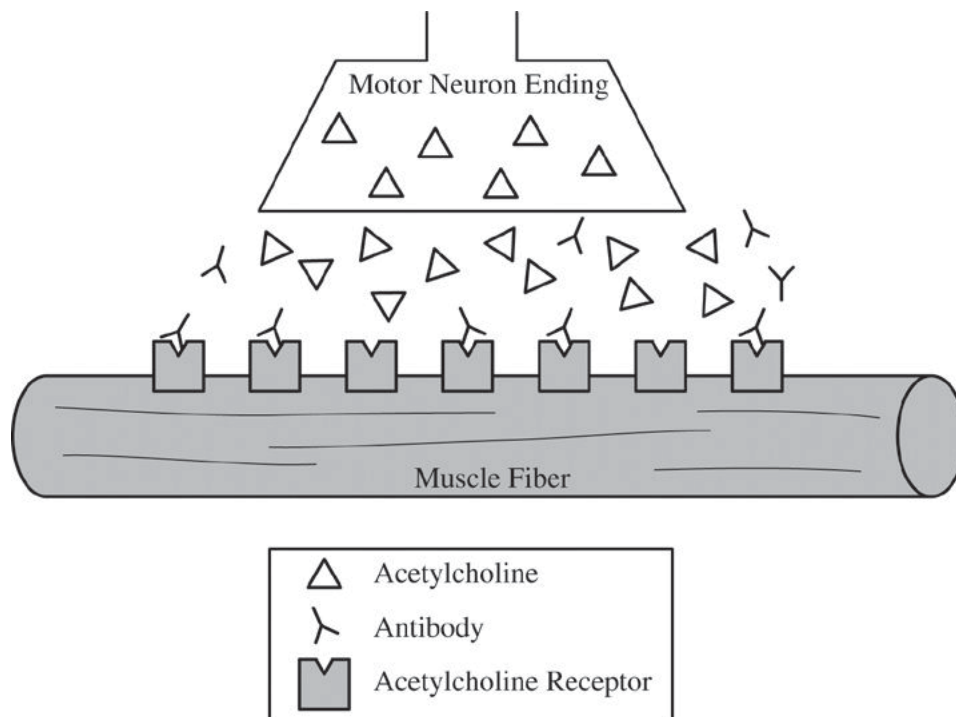 Motor Neuron Ending
Muscle Fiber
Acetylcholine
Antibody
Acetylcholine Receptor